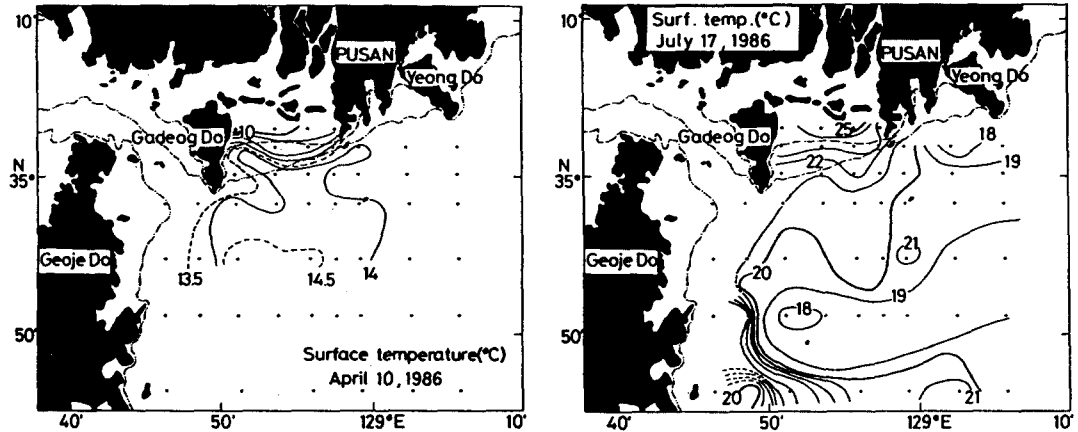 10'
PUSAN
Yeong Do
10
Gadeog Do
N
35°
Geoje Do
13.5
14.5
14
50'
Surface temperature(°C)
April 10, 1986
40'
50'
129°E
10'
10'
Surf. temp.(°C)
July 17, 1986
PUSAN
Yeong Do
25
18
Gadeog Do
22
19
N
35°
21
Geoje Do
20
19
18
50'
20
21
40'
50'
129°E
10'